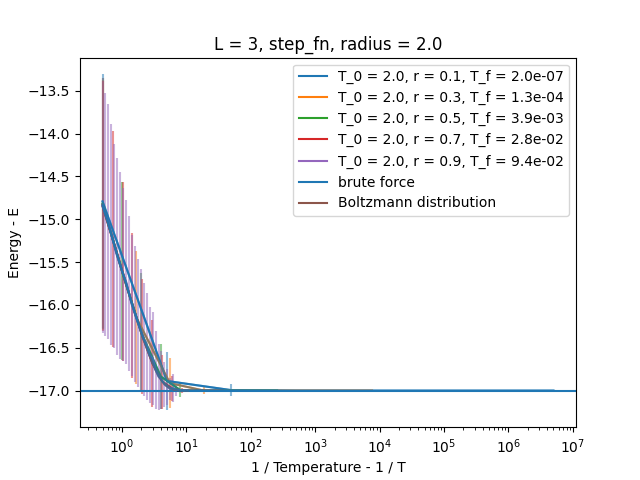 L = 3, step_fn, radius = 2.0
T_0 = 2.0, r = 0.1, T_f = 2.0e-07
T_0 = 2.0, r = 0.3, T_f = 1.3e-04
T_0 = 2.0, r = 0.5, T_f = 3.9e-03
T_0 = 2.0, r = 0.7, T_f = 2.8e-02
T_0 = 2.0, r = 0.9, T_f = 9.4e-02
brute force
Boltzmann distribution
Energy - E
−13.5
−14.0
−14.5
−15.0
−15.5
−16.0
−16.5
−17.0
10⁰ 10¹ 10² 10³ 10⁴ 10⁵ 10⁶ 10⁷
1 / Temperature - 1 / T